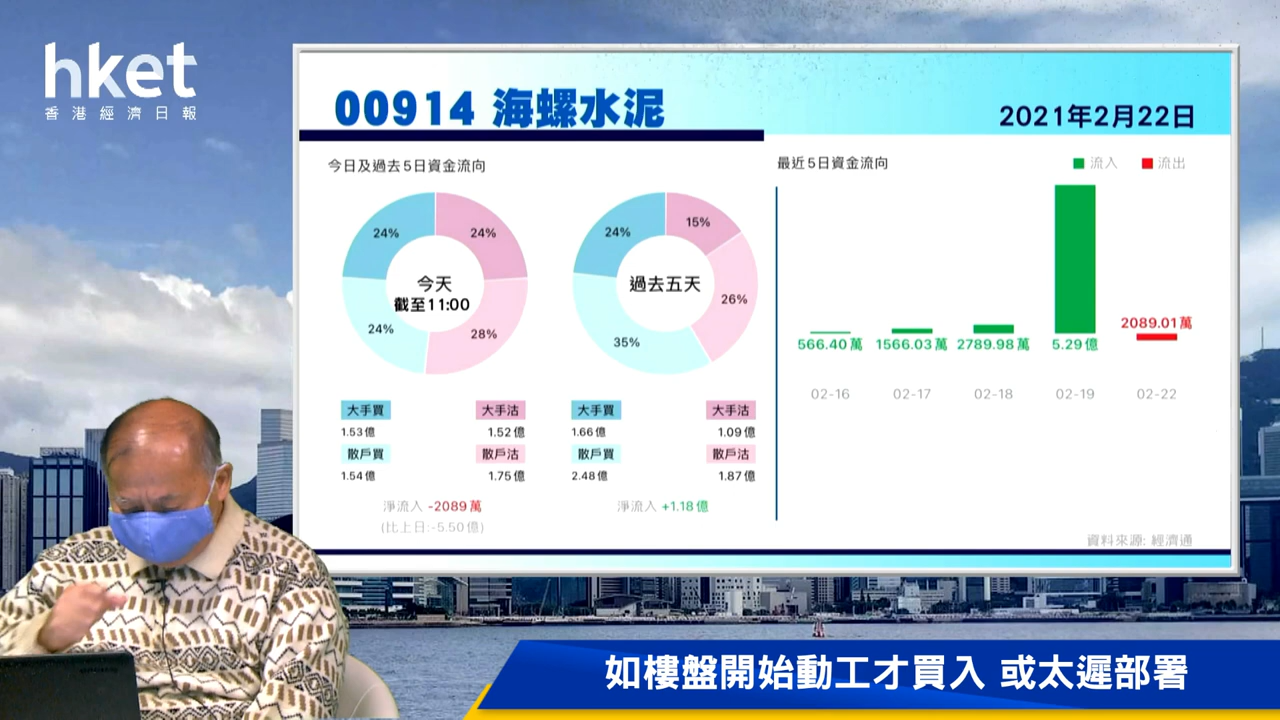 hket
香港經濟日報
00914 海螺水泥
2021年2月22日
今日及過去5日資金流向
24%
24%
24%
28%
今天
截至11:00
24%
15%
35%
26%
過去五天
大手買
大手沽
1.53億
1.52億
散戶買
散戶沽
1.54億
1.75億
淨流入 -2089萬
(比上日:-5.50億)
大手買
大手沽
1.66億
1.09億
散戶買
散戶沽
2.48億
1.87億
淨流入 +1.18億
最近5日資金流向
流入
流出
566.40萬
1566.03萬
2789.98萬
5.29億
2089.01萬
02-16
02-17
02-18
02-19
02-22
資料來源: 經濟通
如樓盤開始動工才買入 或太遲部署